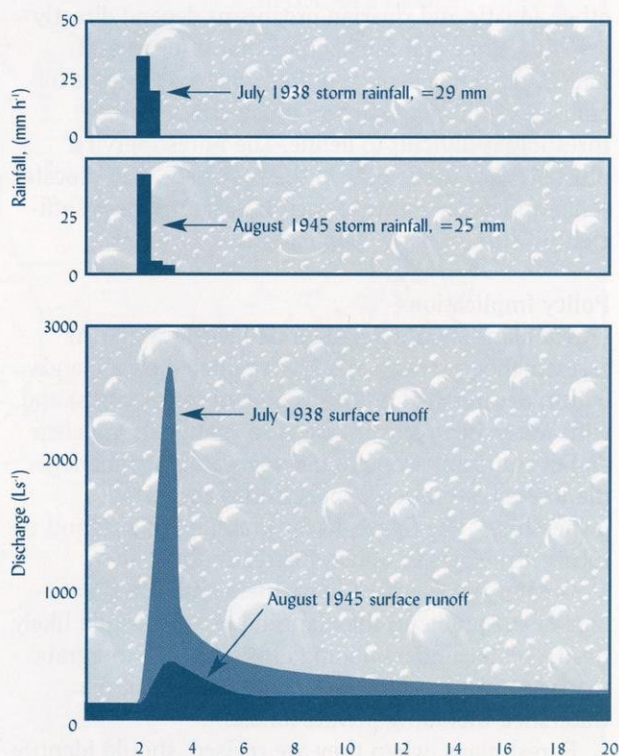 50
25
0
July 1938 storm rainfall, =29 mm
Rainfall, (mm h⁻¹)
25
0
August 1945 storm rainfall, =25 mm
3000
2000
1000
0
Discharge (Ls⁻¹)
July 1938 surface runoff
August 1945 surface runoff
2 4 6 8 10 12 14 16 18 20